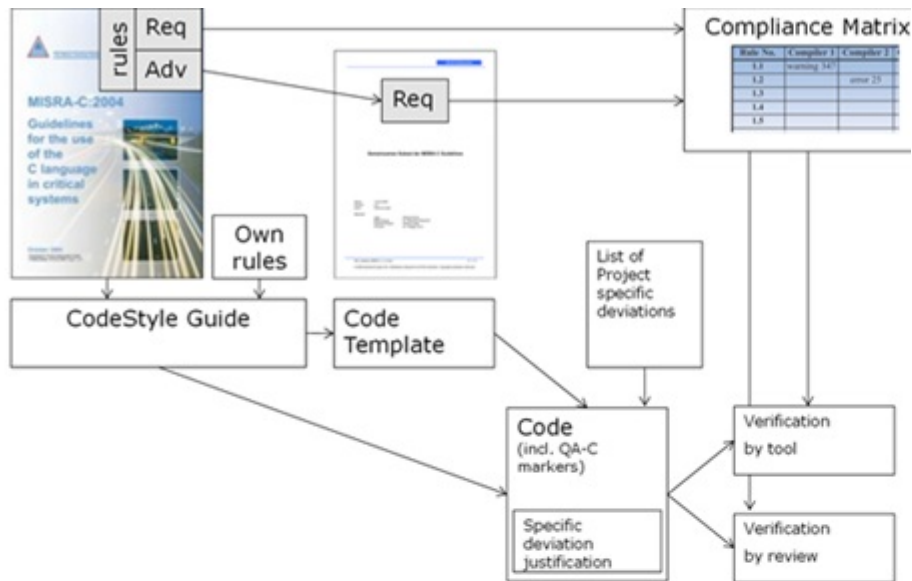 rules
Req
Adv
MISRA-C:2004
Guidelines
for the use
of the
C language
in critical
systems
Req
Compliance Matrix
Rule No. Compiler 1 Compiler 2
1.1 warning 347
1.2 error 25
1.3
1.4
1.5
Own
rules
List of
Project
specific
deviations
CodeStyle Guide
Code
Template
Code
(incl. QA-C
markers)
Specific
deviation
justification
Verification
by tool
Verification
by review